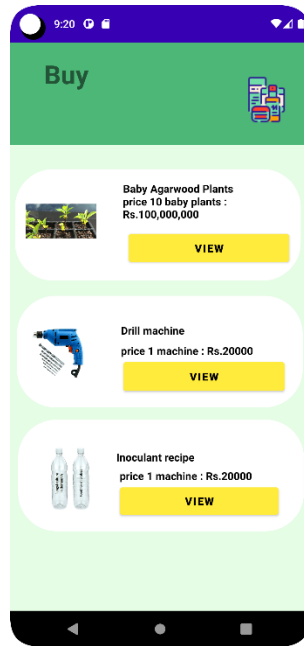 9:20
Buy
Baby Agarwood Plants
price 10 baby plants :
Rs.100,000,000
VIEW
Drill machine
price 1 machine : Rs.20000
VIEW
Inoculant recipe
price 1 machine : Rs.20000
VIEW